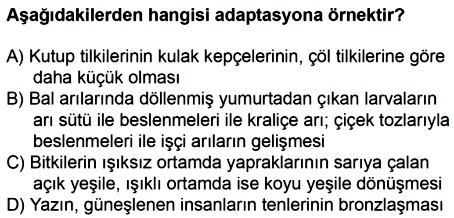 Aşağıdakilerden hangisi adaptasyona örnektir?
A) Kutup tilkilerinin kulak kepçelerinin, çöl tilkilerine göre
daha küçük olması
B) Bal arılarında döllenmiş yumurtadan çıkan larvaların
arı sütü ile beslenmeleri ile kraliçe arı; çiçek tozlarıyla
beslenmeleri ile işçi arıların gelişmesi
C) Bitkilerin ışıksız ortamda yapraklarının sarıya çalan
açık yeşile, ışıklı ortamda ise koyu yeşile dönüşmesi
D) Yazın, güneşlenen insanların tenlerinin bronzlaşması